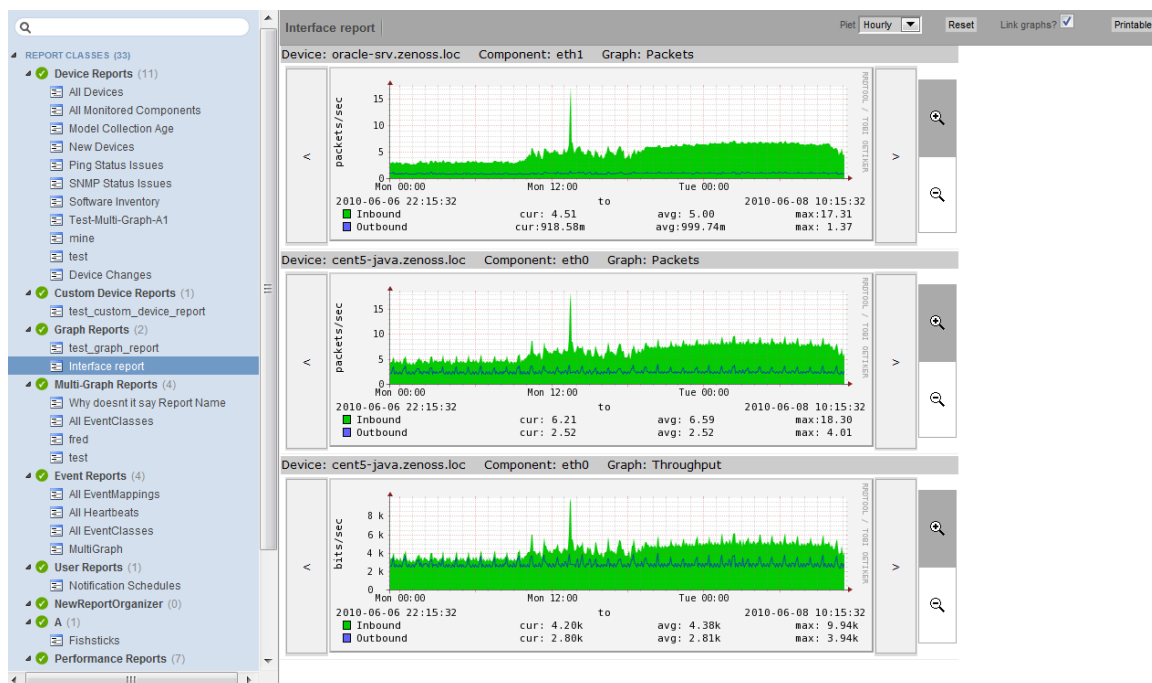 REPORT CLASSES (33)
Device Reports (11)
All Devices
All Monitored Components
Model Collection Age
New Devices
Ping Status Issues
SNMP Status Issues
Software Inventory
Test-Multi-Graph-A1
mine
test
Device Changes
Custom Device Reports (1)
test_custom_device_report
Graph Reports (2)
test_graph_report
Interface report
Multi-Graph Reports (4)
Why doesnt it say Report Name
All EventClasses
fred
test
Event Reports (4)
All EventMappings
All Heartbeats
All EventClasses
MultiGraph
User Reports (1)
Notification Schedules
NewReportOrganizer (0)
A (1)
Fishsticks
Performance Reports (7)
Interface report Piet Hourly Reset Link graphs? Printable
Device: oracle-srv.zenoss.loc Component: eth1 Graph: Packets
< >
packets/sec
15
10
5
0
RRDTOOL / TOBI OETIKER
Mon 00:00 Mon 12:00 Tue 00:00
2010-06-06 22:15:32 to 2010-06-08 10:15:32
Inbound cur: 4.51 avg: 5.00 max:17.31
Outbound cur:918.58m avg:999.74m max: 1.37
Device: cent5-java.zenoss.loc Component: eth0 Graph: Packets
< >
packets/sec
15
10
5
0
RRDTOOL / TOBI OETIKER
Mon 00:00 Mon 12:00 Tue 00:00
2010-06-06 22:15:32 to 2010-06-08 10:15:32
Inbound cur: 6.21 avg: 6.59 max:18.30
Outbound cur: 2.52 avg: 2.52 max: 4.01
Device: cent5-java.zenoss.loc Component: eth0 Graph: Throughput
< >
bits/sec
8 k
6 k
4 k
2 k
0
RRDTOOL / TOBI OETIKER
Mon 00:00 Mon 12:00 Tue 00:00
2010-06-06 22:15:32 to 2010-06-08 10:15:32
Inbound cur: 4.20k avg: 4.38k max: 9.94k
Outbound cur: 2.80k avg: 2.81k max: 3.94k